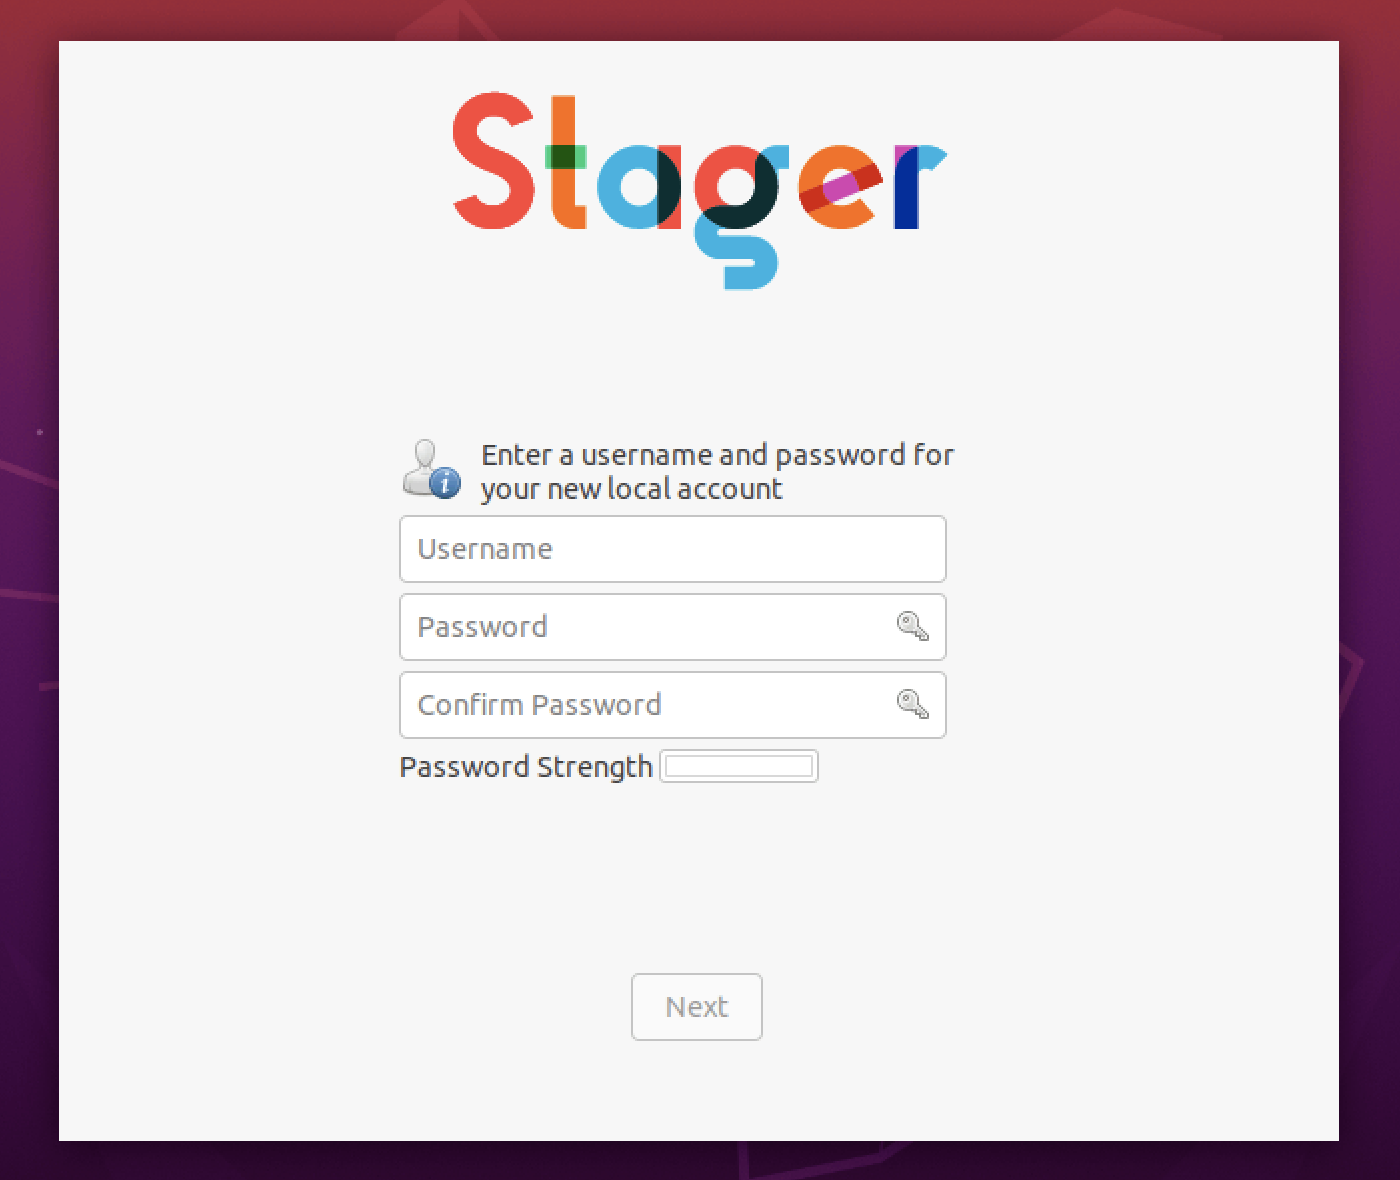 Stager
Enter a username and password for
your new local account
Username
Password
Confirm Password
Password Strength
Next